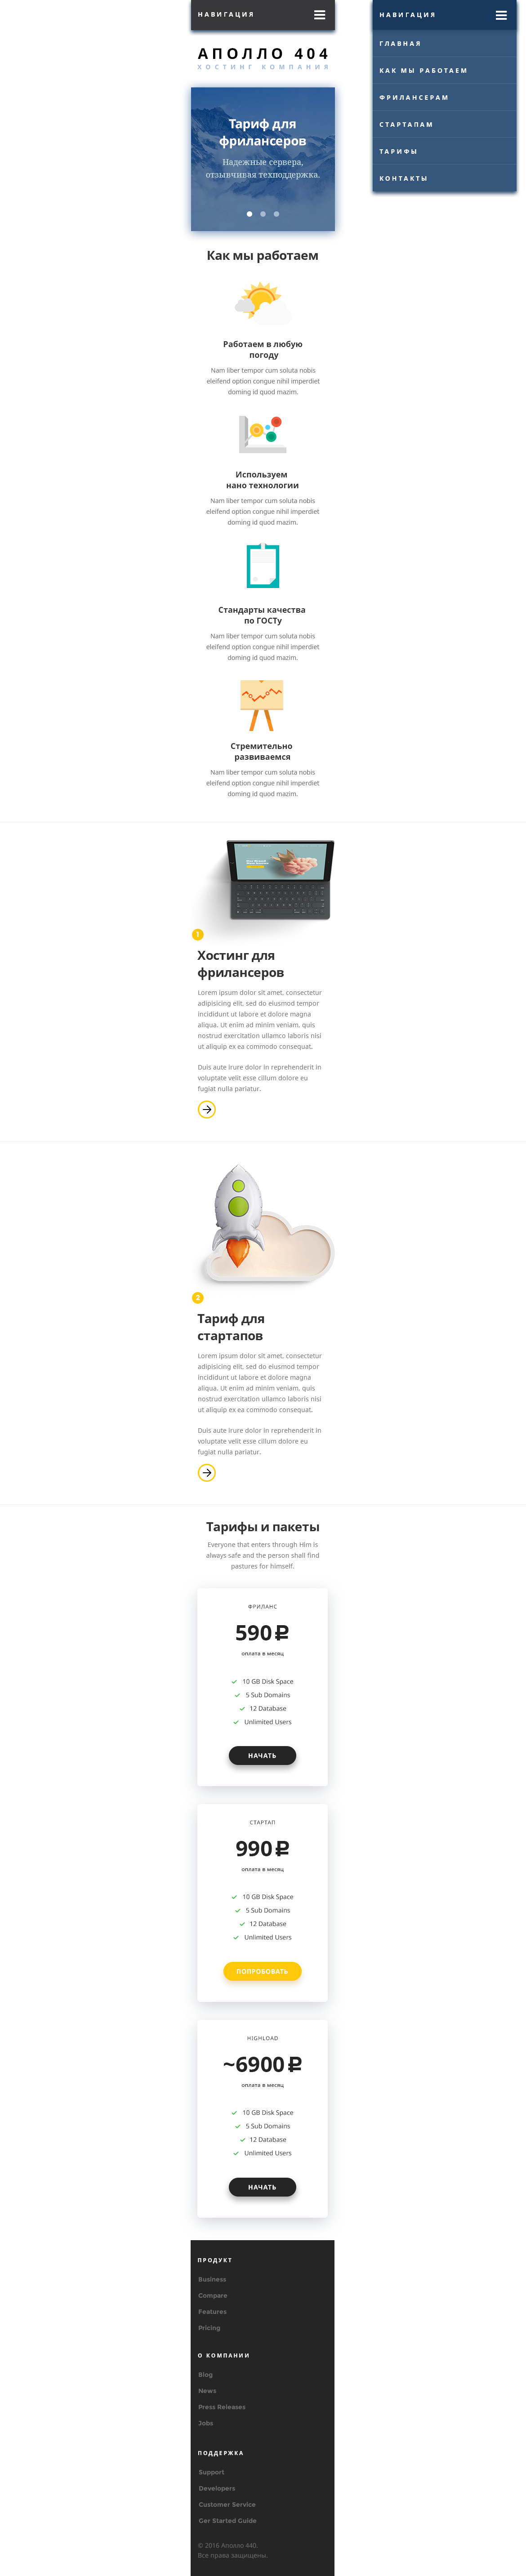 НАВИГАЦИЯ
АПОЛЛО 404
ХОСТИНГ КОМПАНИЯ
Тариф для
фрилансеров
Надежные сервера,
отзывчивая техподдержка.
Как мы работаем
Работаем в любую
погоду
Nam liber tempor cum soluta nobis
eleifend option congue nihil imperdiet
doming id quod mazim.
Используем
нано технологии
Nam liber tempor cum soluta nobis
eleifend option congue nihil imperdiet
doming id quod mazim.
Стандарты качества
по ГОСТу
Nam liber tempor cum soluta nobis
eleifend option congue nihil imperdiet
doming id quod mazim.
Стремительно
развиваемся
Nam liber tempor cum soluta nobis
eleifend option congue nihil imperdiet
doming id quod mazim.
1
Хостинг для
фрилансеров
Lorem ipsum dolor sit amet, consectetur
adipisicing elit, sed do eiusmod tempor
incididunt ut labore et dolore magna
aliqua. Ut enim ad minim veniam, quis
nostrud exercitation ullamco laboris nisi
ut aliquip ex ea commodo consequat.
Duis aute irure dolor in reprehenderit in
voluptate velit esse cillum dolore eu
fugiat nulla pariatur.
2
Тариф для
стартапов
Lorem ipsum dolor sit amet, consectetur
adipisicing elit, sed do eiusmod tempor
incididunt ut labore et dolore magna
aliqua. Ut enim ad minim veniam, quis
nostrud exercitation ullamco laboris nisi
ut aliquip ex ea commodo consequat.
Duis aute irure dolor in reprehenderit in
voluptate velit esse cillum dolore eu
fugiat nulla pariatur.
Тарифы и пакеты
Everyone that enters through Him is
always safe and the person shall find
pastures for himself.
ФРИЛАНС
590 ₽
оплата в месяц
10 GB Disk Space
5 Sub Domains
12 Database
Unlimited Users
НАЧАТЬ
СТАРТАП
990 ₽
оплата в месяц
10 GB Disk Space
5 Sub Domains
12 Database
Unlimited Users
ПОПРОБОВАТЬ
HIGHLOAD
~6900 ₽
оплата в месяц
10 GB Disk Space
5 Sub Domains
12 Database
Unlimited Users
НАЧАТЬ
ПРОДУКТ
Business
Compare
Features
Pricing
О КОМПАНИИ
Blog
News
Press Releases
Jobs
ПОДДЕРЖКА
Support
Developers
Customer Service
Ger Started Guide
© 2016 Аполло 440.
Все права защищены.
НАВИГАЦИЯ
ГЛАВНАЯ
КАК МЫ РАБОТАЕМ
ФРИЛАНСЕРАМ
СТАРТАПАМ
ТАРИФЫ
КОНТАКТЫ